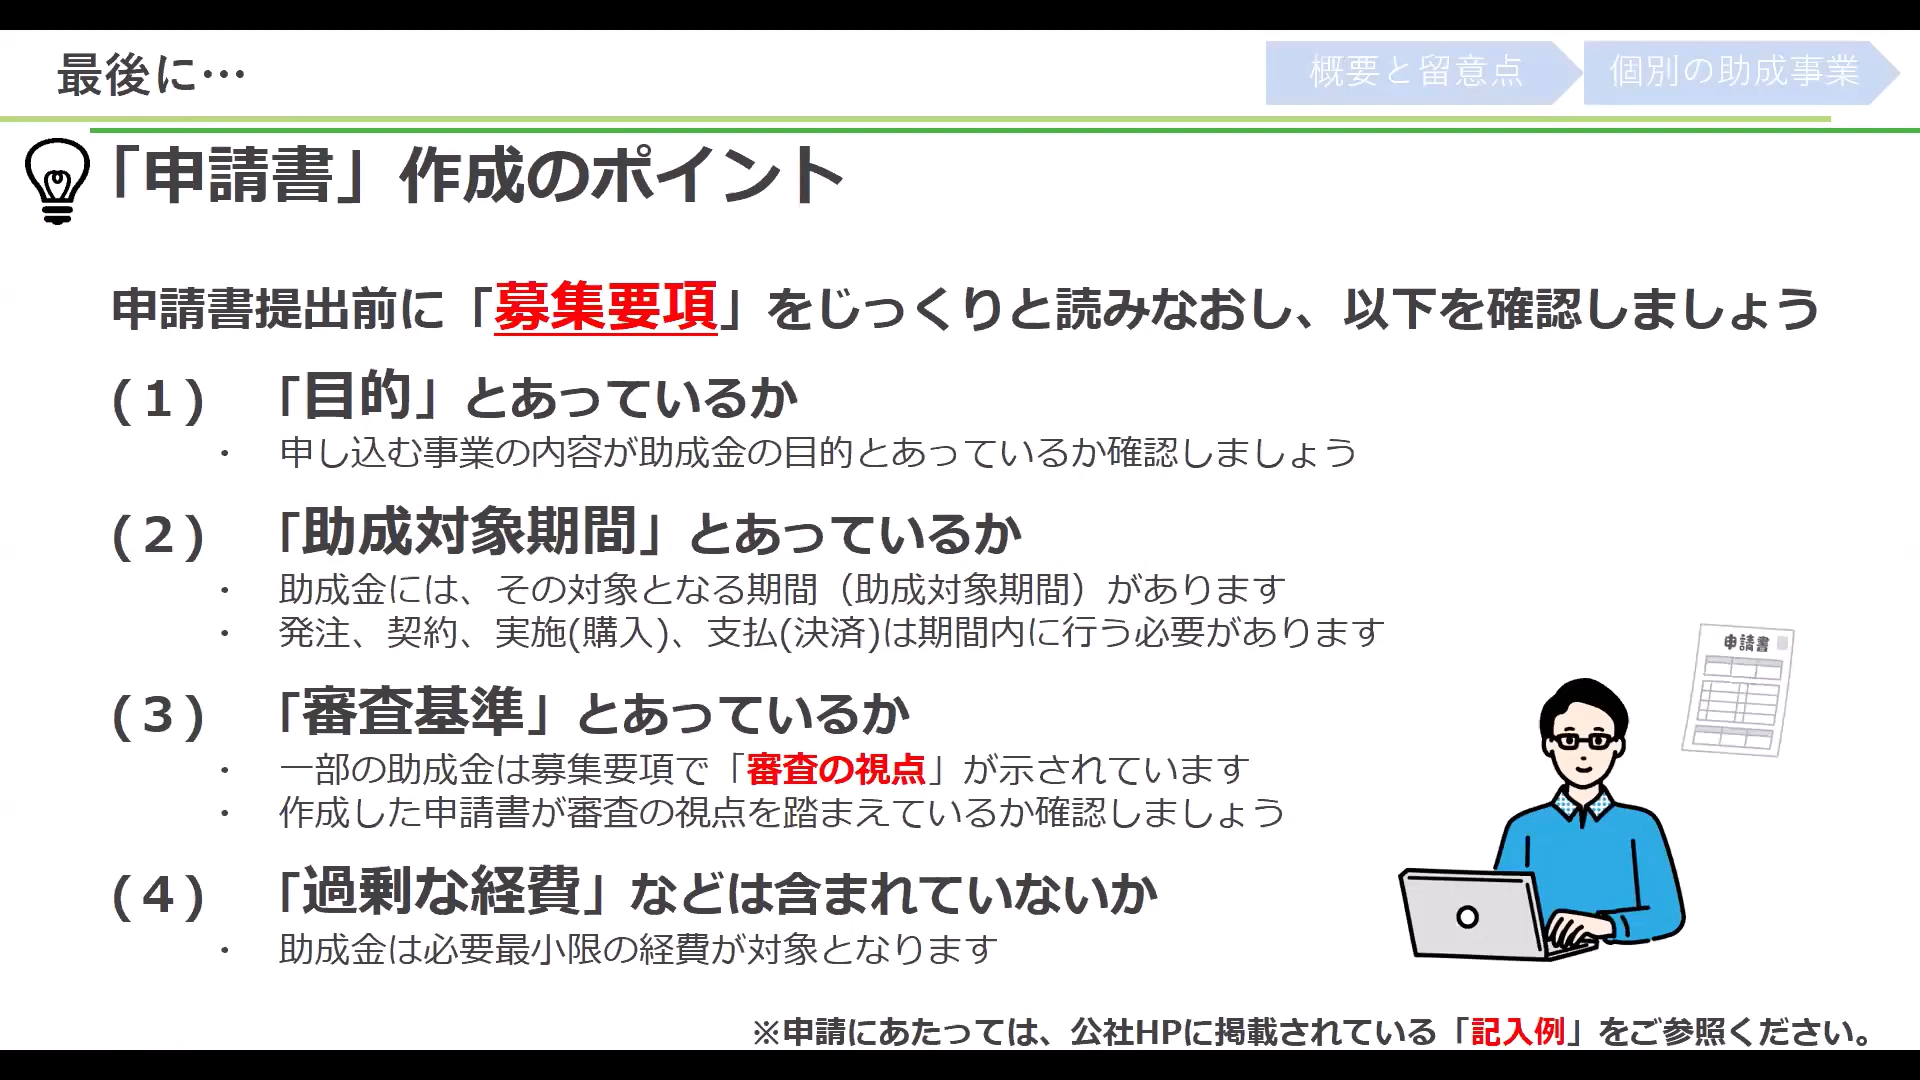 最後に…
概要と留意点
個別の助成事業
「申請書」作成のポイント
申請書提出前に「募集要項」をじっくりと読みなおし、以下を確認しましょう
(１) 「目的」とあっているか
・ 申し込む事業の内容が助成金の目的とあっているか確認しましょう
(２) 「助成対象期間」とあっているか
・ 助成金には、その対象となる期間（助成対象期間）があります
・ 発注、契約、実施(購入)、支払(決済)は期間内に行う必要があります
(３) 「審査基準」とあっているか
・ 一部の助成金は募集要項で「審査の視点」が示されています
・ 作成した申請書が審査の視点を踏まえているか確認しましょう
(４) 「過剰な経費」などは含まれていないか
・ 助成金は必要最小限の経費が対象となります
申請書
※申請にあたっては、公社HPに掲載されている「記入例」をご参照ください。